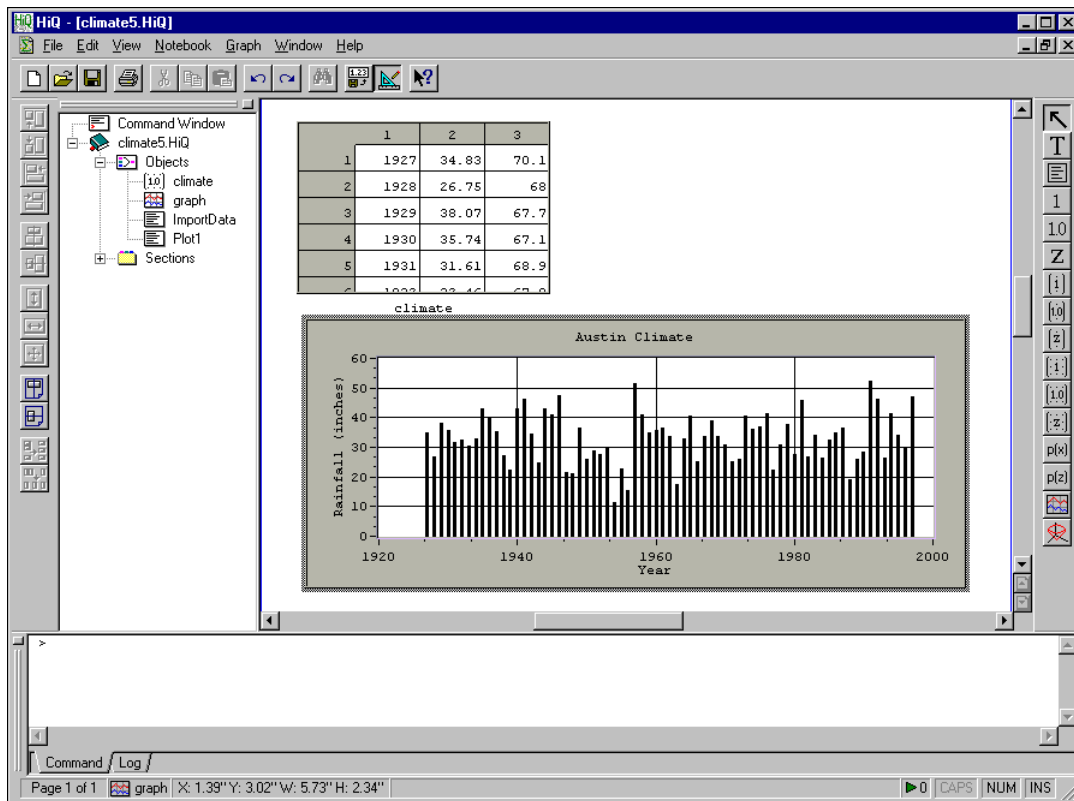 HiQ - [climate5.HiQ]
File Edit View Notebook Graph Window Help
Command Window
climate5.HiQ
Objects
climate
graph
ImportData
Plot1
Sections
1 2 3
1 1927 34.83 70.1
2 1928 26.75 68
3 1929 38.07 67.7
4 1930 35.74 67.1
5 1931 31.61 68.9
climate
Austin Climate
Rainfall (inches)
60
50
40
30
20
10
0
1920 1940 1960 1980 2000
Year
T
1
1.0
Z
(i)
(1.0)
(z)
[i]
[1.0]
[z]
p(x)
p(z)
>
Command Log
Page 1 of 1 graph X: 1.39" Y: 3.02" W: 5.73" H: 2.34" 0 CAPS NUM INS